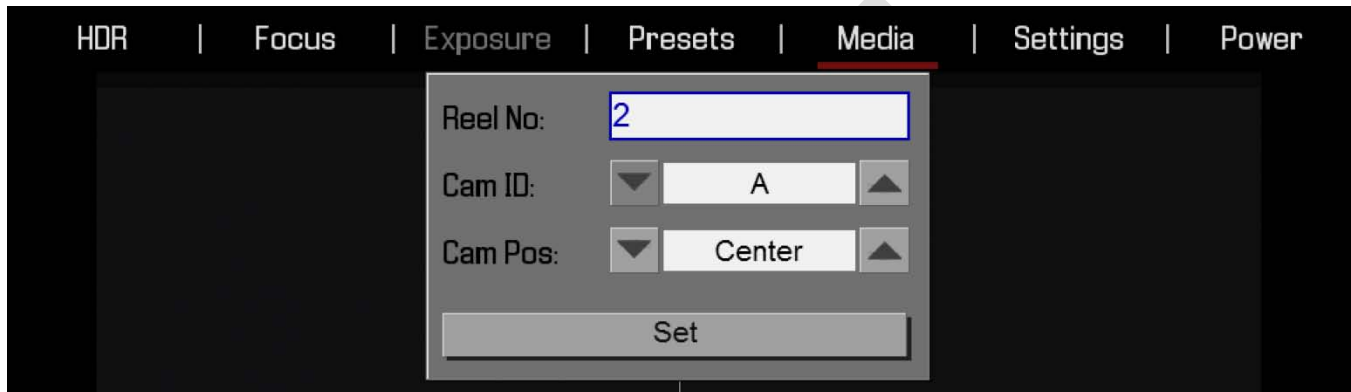 HDR | Focus | Exposure | Presets | Media | Settings | Power
Reel No: 2
Cam ID: A
Cam Pos: Center
Set